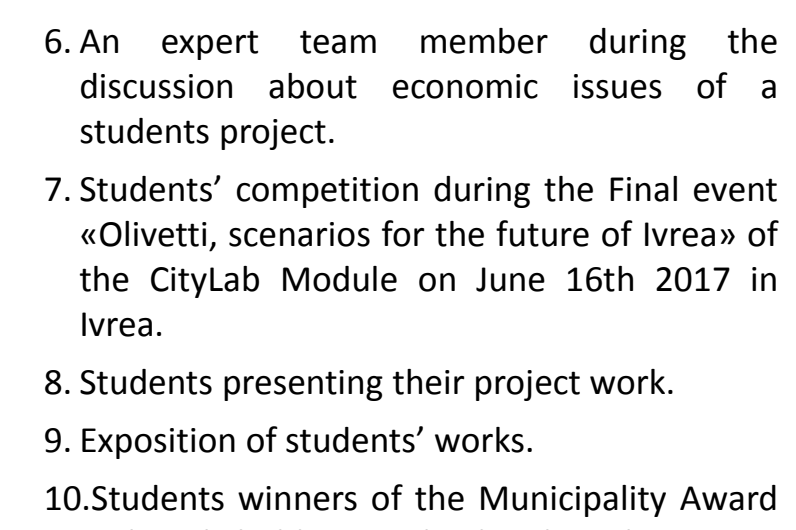 6. An expert team member during the
discussion about economic issues of a
students project.
7. Students’ competition during the Final event
«Olivetti, scenarios for the future of Ivrea» of
the CityLab Module on June 16th 2017 in
Ivrea.
8. Students presenting their project work.
9. Exposition of students’ works.
10.Students winners of the Municipality Award